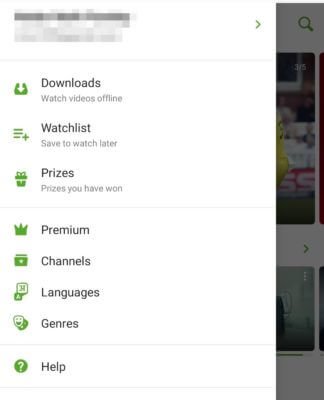 3/5
Downloads
Watch videos offline
Watchlist
Save to watch later
Prizes
Prizes you have won
Premium
Channels
Languages
Genres
Help